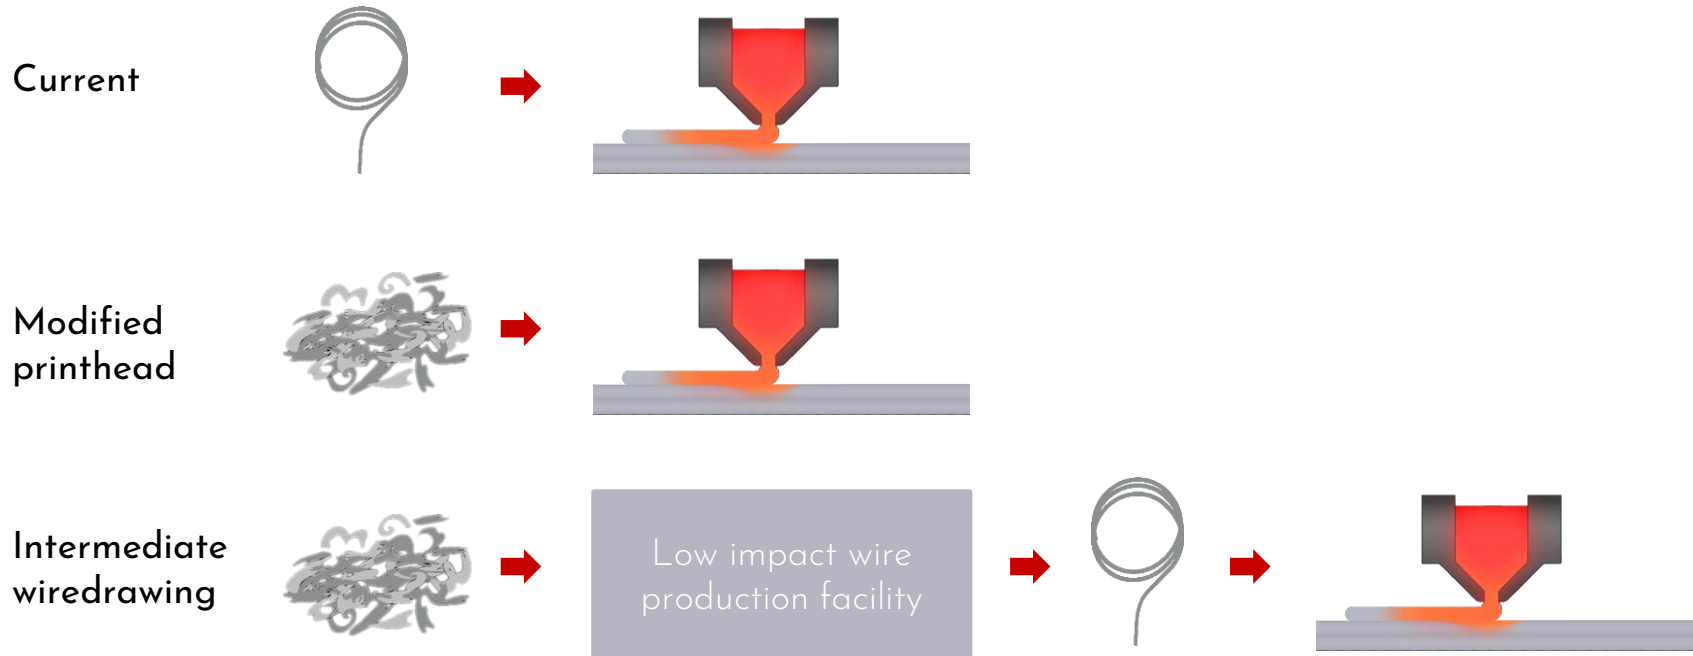 Current
Modified
printhead
Intermediate
wiredrawing
Low impact wire
production facility